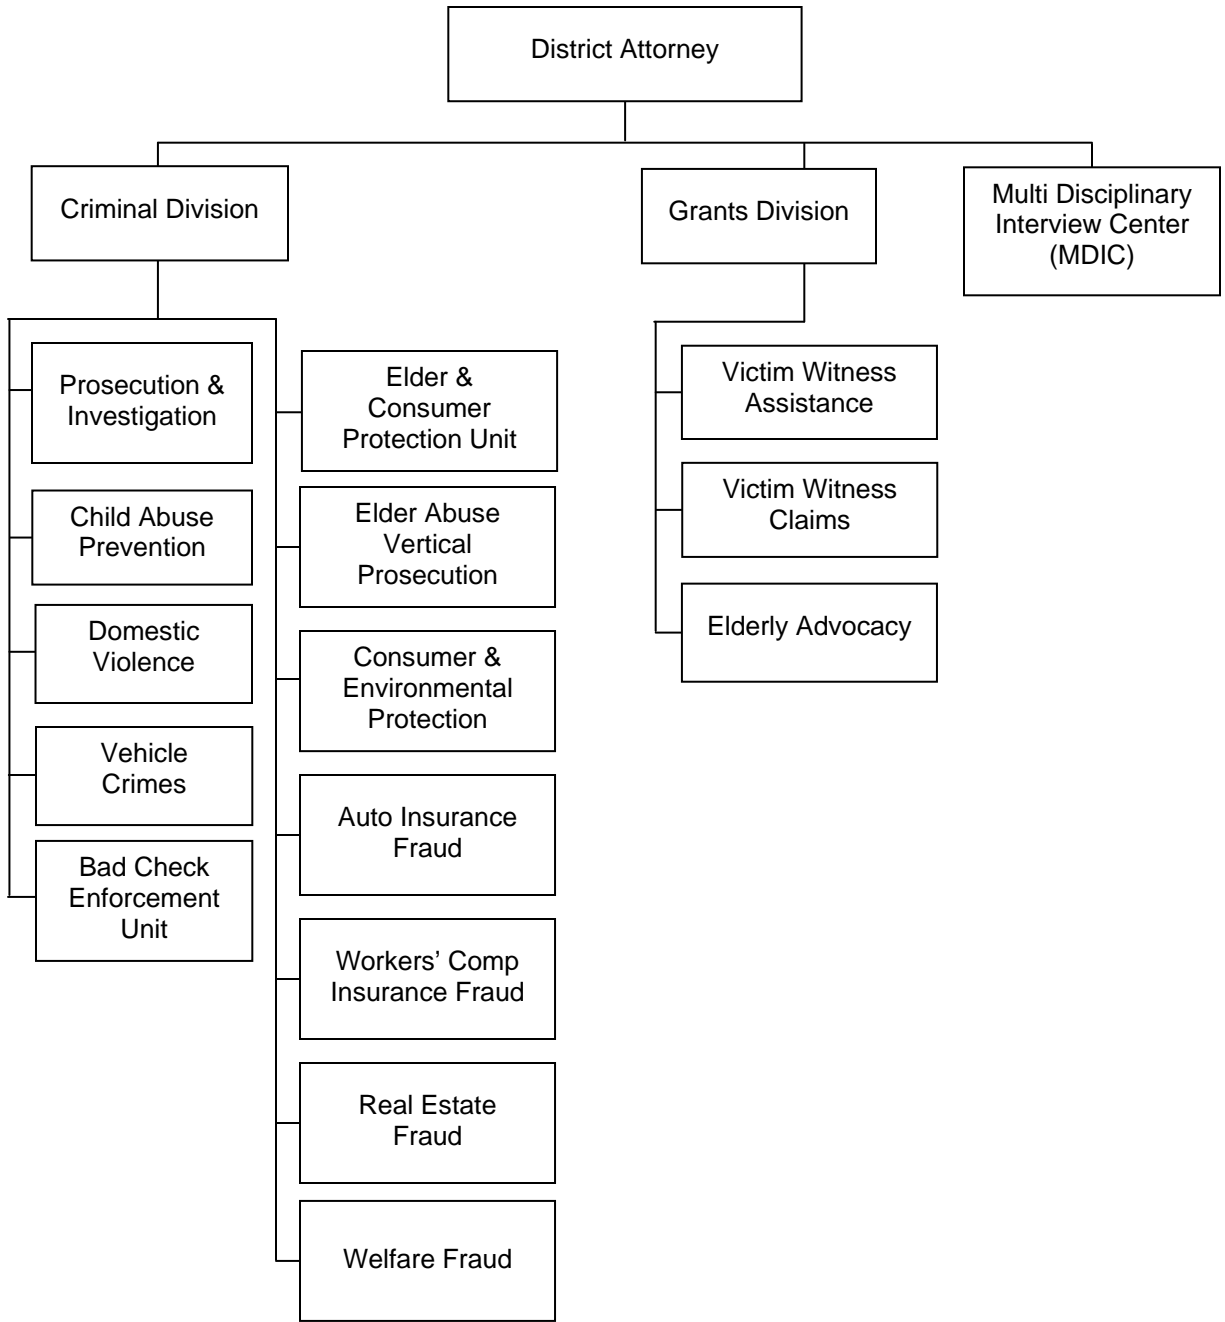 District Attorney
Criminal Division
Grants Division
Multi Disciplinary
Interview Center
(MDIC)
Prosecution &
Investigation
Child Abuse
Prevention
Domestic
Violence
Vehicle
Crimes
Bad Check
Enforcement
Unit
Elder &
Consumer
Protection Unit
Elder Abuse
Vertical
Prosecution
Consumer &
Environmental
Protection
Auto Insurance
Fraud
Workers’ Comp
Insurance Fraud
Real Estate
Fraud
Welfare Fraud
Victim Witness
Assistance
Victim Witness
Claims
Elderly Advocacy